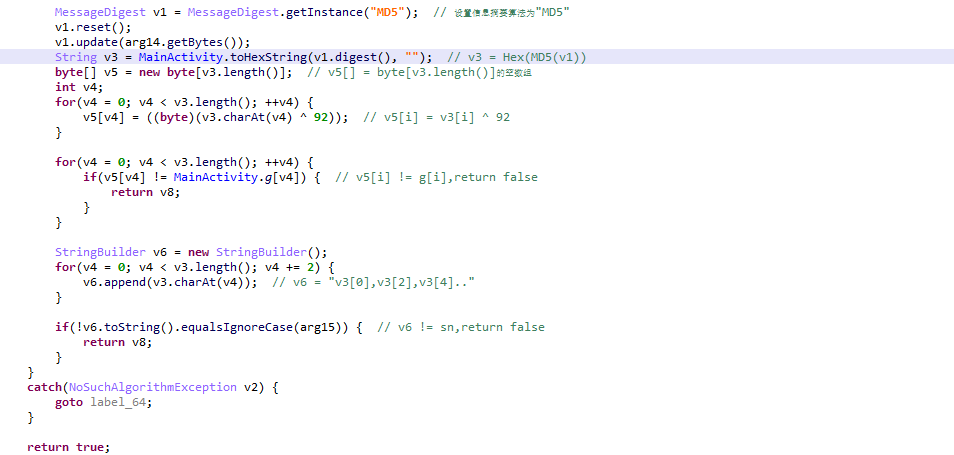 MessageDigest v1 = MessageDigest.getInstance("MD5");  // 设置信息摘要算法为"MD5"
v1.reset();
v1.update(arg14.getBytes());
String v3 = MainActivity.toHexString(v1.digest(), "");  // v3 = Hex(MD5(v1))
byte[] v5 = new byte[v3.length()];  // v5[] = byte[v3.length()]的空数组
int v4;
for(v4 = 0; v4 < v3.length(); ++v4) {
v5[v4] = ((byte)(v3.charAt(v4) ^ 92));  // v5[i] = v3[i] ^ 92
}
for(v4 = 0; v4 < v3.length(); ++v4) {
if(v5[v4] != MainActivity.g[v4]) {  // v5[i] != g[i],return false
return v8;
}
}
StringBuilder v6 = new StringBuilder();
for(v4 = 0; v4 < v3.length(); v4 += 2) {
v6.append(v3.charAt(v4));  // v6 = "v3[0],v3[2],v3[4].."
}
if(!v6.toString().equalsIgnoreCase(arg15)) {  // v6 != sn,return false
return v8;
}
}
catch(NoSuchAlgorithmException v2) {
goto label_64;
}
return true;